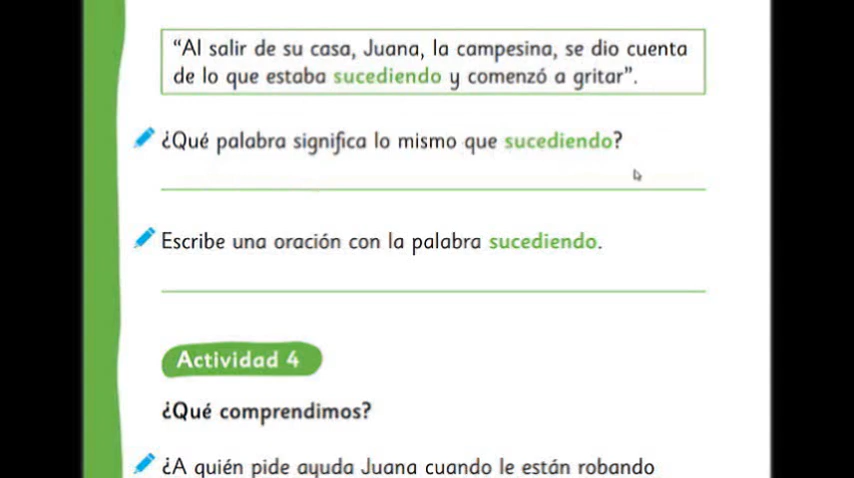 “Al salir de su casa, Juana, la campesina, se dio cuenta
de lo que estaba sucediendo y comenzó a gritar”.
¿Qué palabra significa lo mismo que sucediendo?
Escribe una oración con la palabra sucediendo.
Actividad 4
¿Qué comprendimos?
¿A quién pide ayuda Juana cuando le están robando